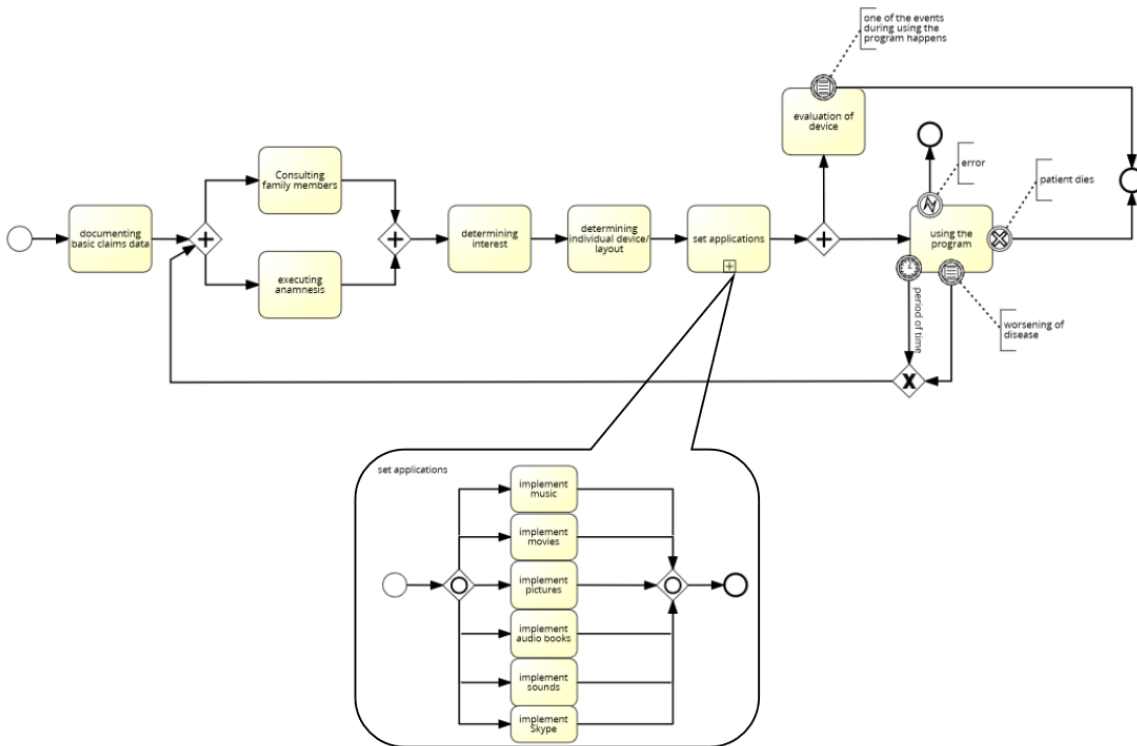 one of the events
during using the
program happens
evaluation of
device
error
patient dies
Consulting
family members
documenting
basic claims data
determining
interest
determining
individual device/
layout
set applications
using the
program
executing
anamnesis
period of time
worsening of
disease
set applications
implement
music
implement
movies
implement
pictures
implement
audio books
implement
sounds
implement
Skype